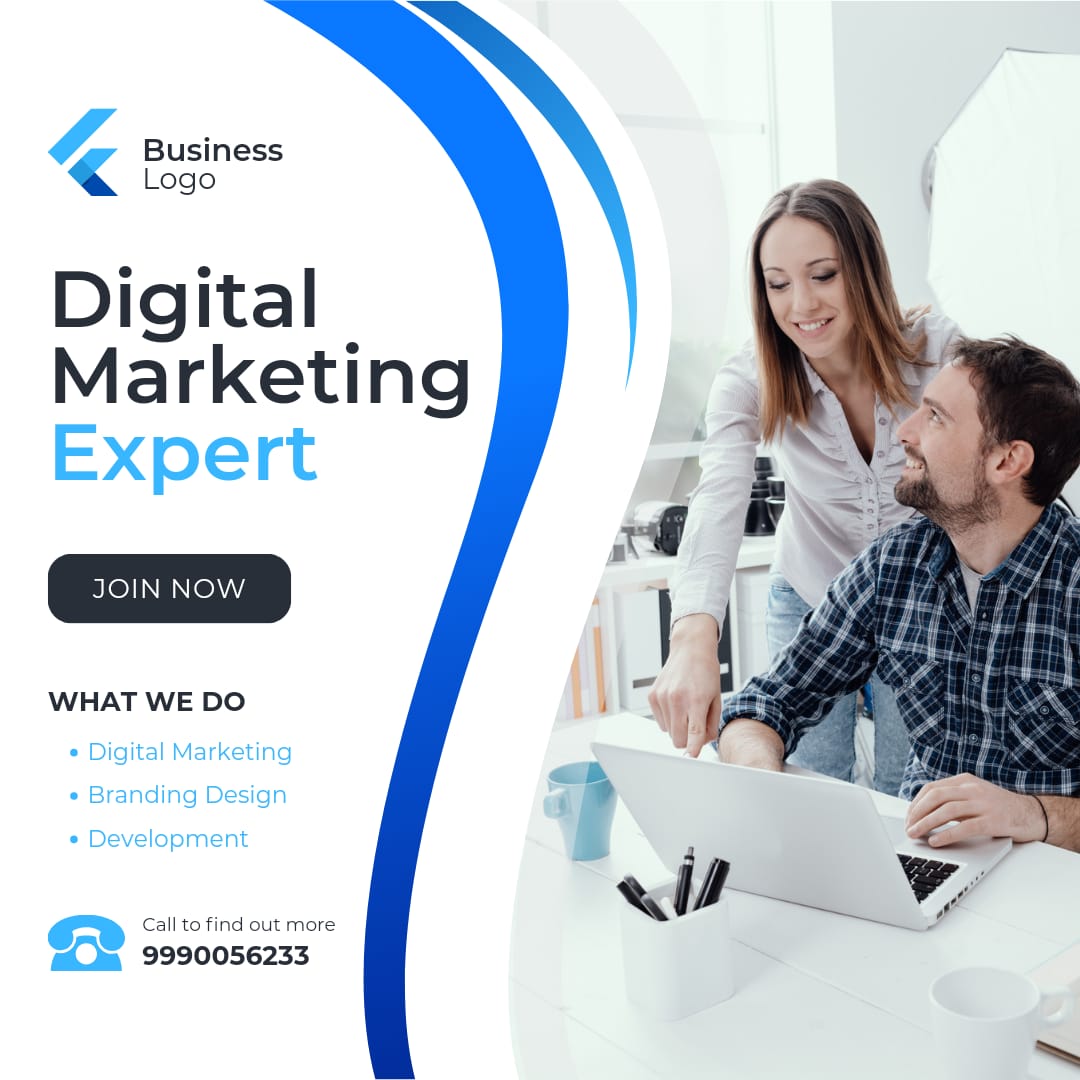 Business
Logo
Digital
Marketing
Expert
JOIN NOW
WHAT WE DO
• Digital Marketing
• Branding Design
• Development
Call to find out more
9990056233